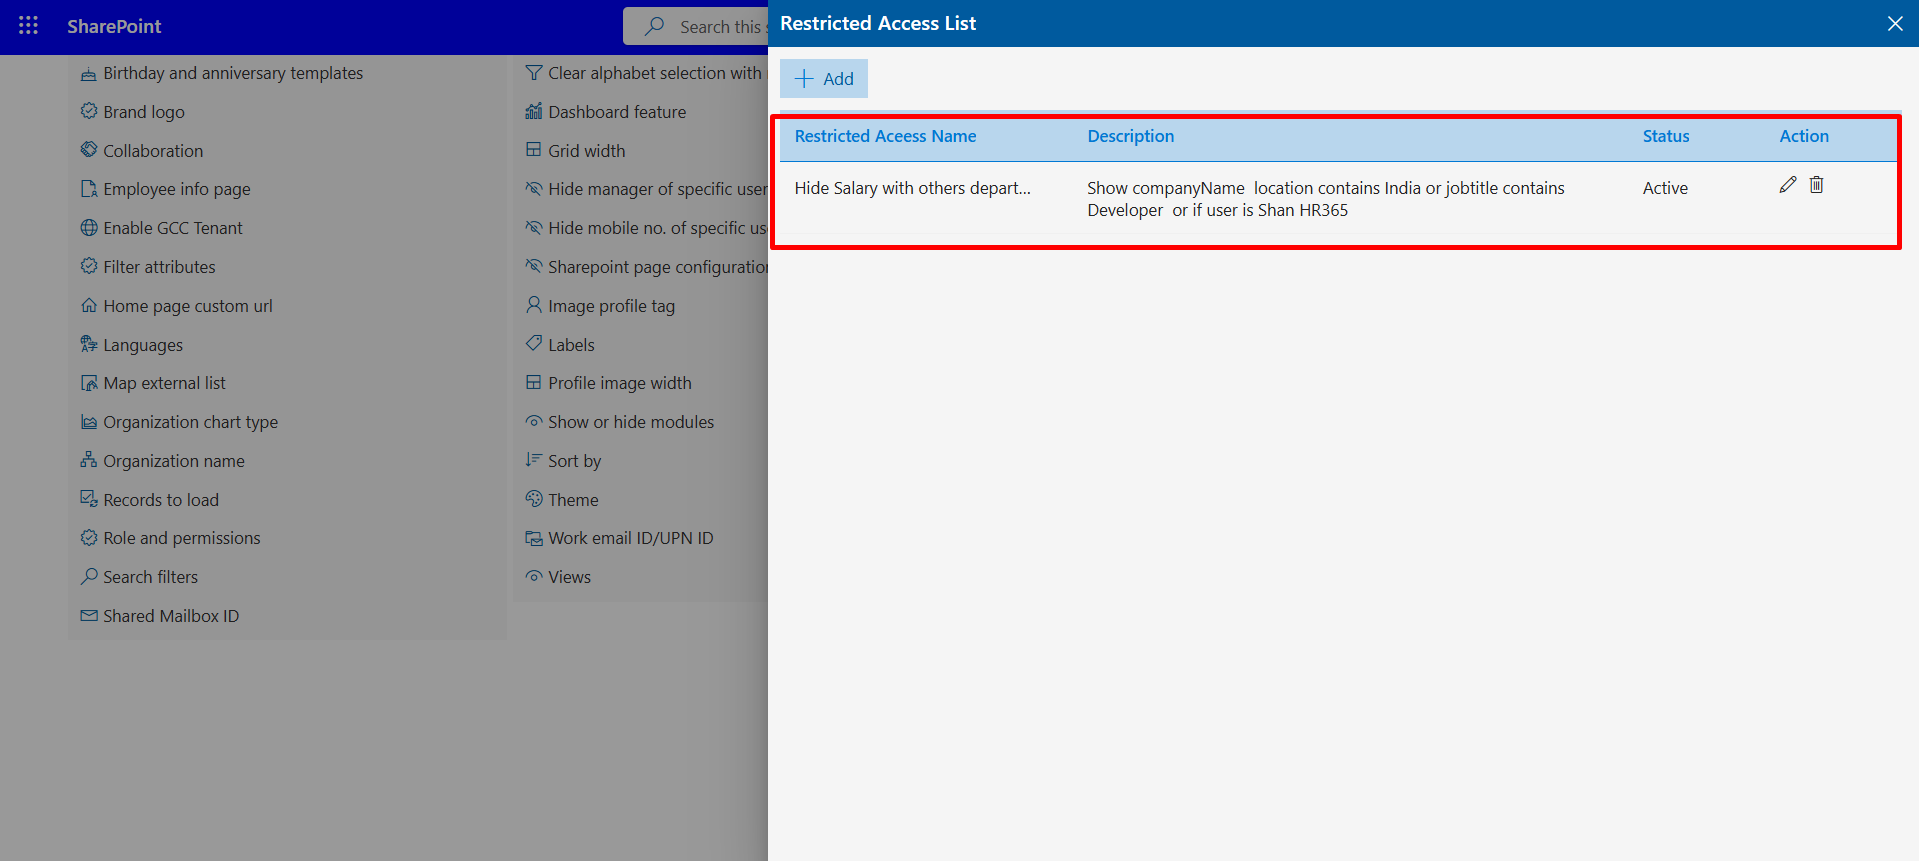 SharePoint
Search this
Birthday and anniversary templates
Brand logo
Collaboration
Employee info page
Enable GCC Tenant
Filter attributes
Home page custom url
Languages
Map external list
Organization chart type
Organization name
Records to load
Role and permissions
Search filters
Shared Mailbox ID
Clear alphabet selection with
Dashboard feature
Grid width
Hide manager of specific user
Hide mobile no. of specific
Sharepoint page configuration
Image profile tag
Labels
Profile image width
Show or hide modules
Sort by
Theme
Work email ID/UPN ID
Views
Restricted Access List
Add
Restricted Aceess Name Description Status Action
Hide Salary with others depart... Show companyName location contains India or jobtitle contains Active
Developer or if user is Shan HR365